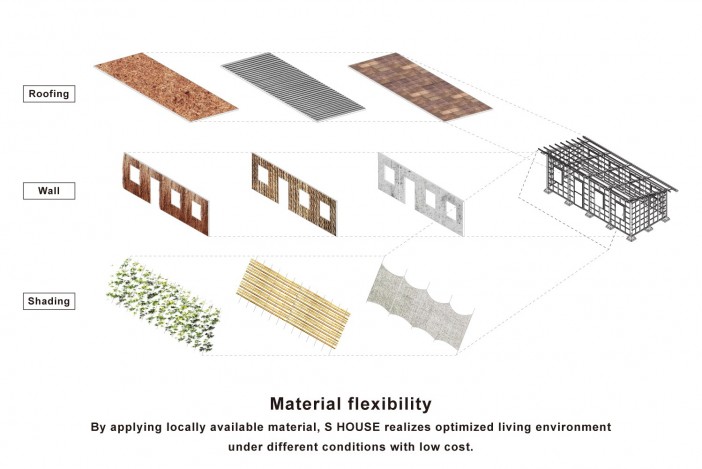 Roofing
Wall
Shading
Material flexibility
By applying locally available material, S HOUSE realizes optimized living environment
under different conditions with low cost.